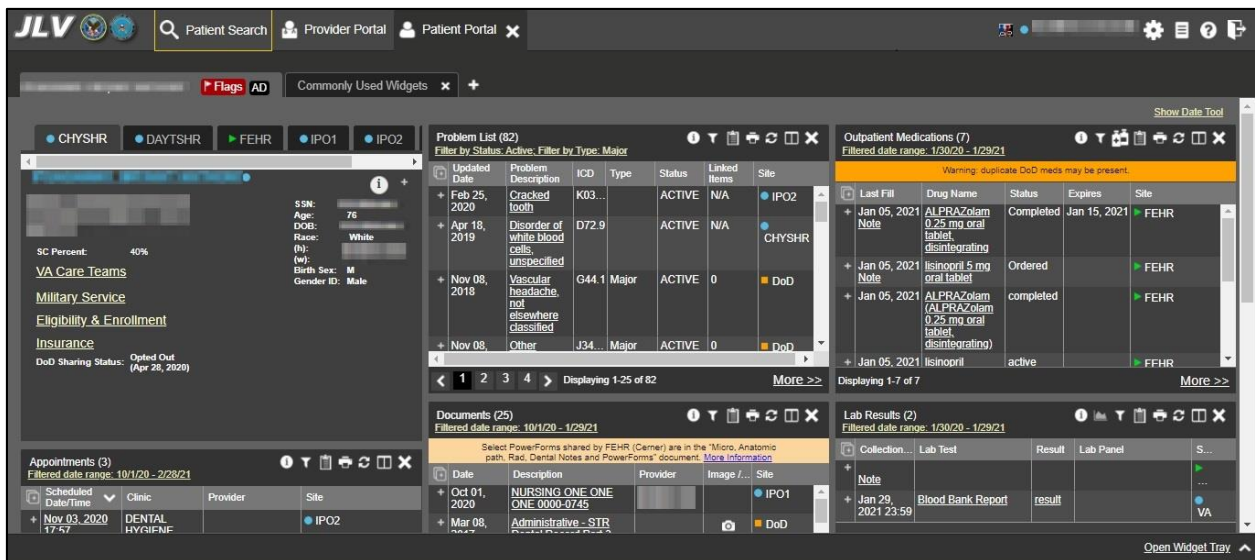 JLV Patient Search Provider Portal Patient Portal
Flags AD Commonly Used Widgets
Show Date Tool
CHYSHR DAYTSHR FEHR IPO1 IPO2
SSN:
Age: 76
DOB:
Race: White
(h):
(w):
Birth Sex: M
Gender ID: Male
SC Percent: 40%
VA Care Teams
Military Service
Eligibility & Enrollment
Insurance
DoD Sharing Status: Opted Out
(Apr 28, 2020)
Appointments (3)
Filtered date range: 10/1/20 - 2/28/21
Scheduled Date/Time Clinic Provider Site
Nov 03, 2020 DENTAL IPO2
17:57 HYGIENE
Problem List (82)
Filter by Status: Active; Filter by Type: Major
Updated Date Problem Description ICD Type Status Linked Items Site
+ Feb 25, Cracked K03... ACTIVE N/A IPO2
2020 tooth
+ Apr 18, Disorder of D72.9 ACTIVE N/A
2019 white blood CHYSHR
cells,
unspecified
+ Nov 08, Vascular G44.1 Major ACTIVE 0 DoD
2018 headache,
not
elsewhere
classified
+ Nov 08, Other J34... Major ACTIVE 0 DoD
1 2 3 4 Displaying 1-25 of 82 More >>
Documents (25)
Filtered date range: 10/1/20 - 1/29/21
Select PowerForms shared by FEHR (Cerner) are in the "Micro, Anatomic
path, Rad, Dental Notes and PowerForms" document. More Information
Date Description Provider Image /... Site
+ Oct 01, NURSING ONE ONE IPO1
2020 ONE 0000-0745
+ Mar 08, Administrative - STR DoD
2017 Dental Record Part 2
Outpatient Medications (7)
Filtered date range: 1/30/20 - 1/29/21
Warning: duplicate DoD meds may be present.
Last Fill Drug Name Status Expires Site
+ Jan 05, 2021 ALPRAZolam Completed Jan 15, 2021 FEHR
Note 0.25 mg oral
tablet,
disintegrating
+ Jan 05, 2021 lisinopril 5 mg Ordered FEHR
Note oral tablet
+ Jan 05, 2021 ALPRAZolam completed FEHR
(ALPRAZolam
0.25 mg oral
tablet,
disintegrating)
+ Jan 05, 2021 lisinopril active FEHR
Displaying 1-7 of 7 More >>
Lab Results (2)
Filtered date range: 1/30/20 - 1/29/21
Collection... Lab Test Result Lab Panel S...
+ ...
Note
+ Jan 29, Blood Bank Report result
2021 23:59 VA
Open Widget Tray